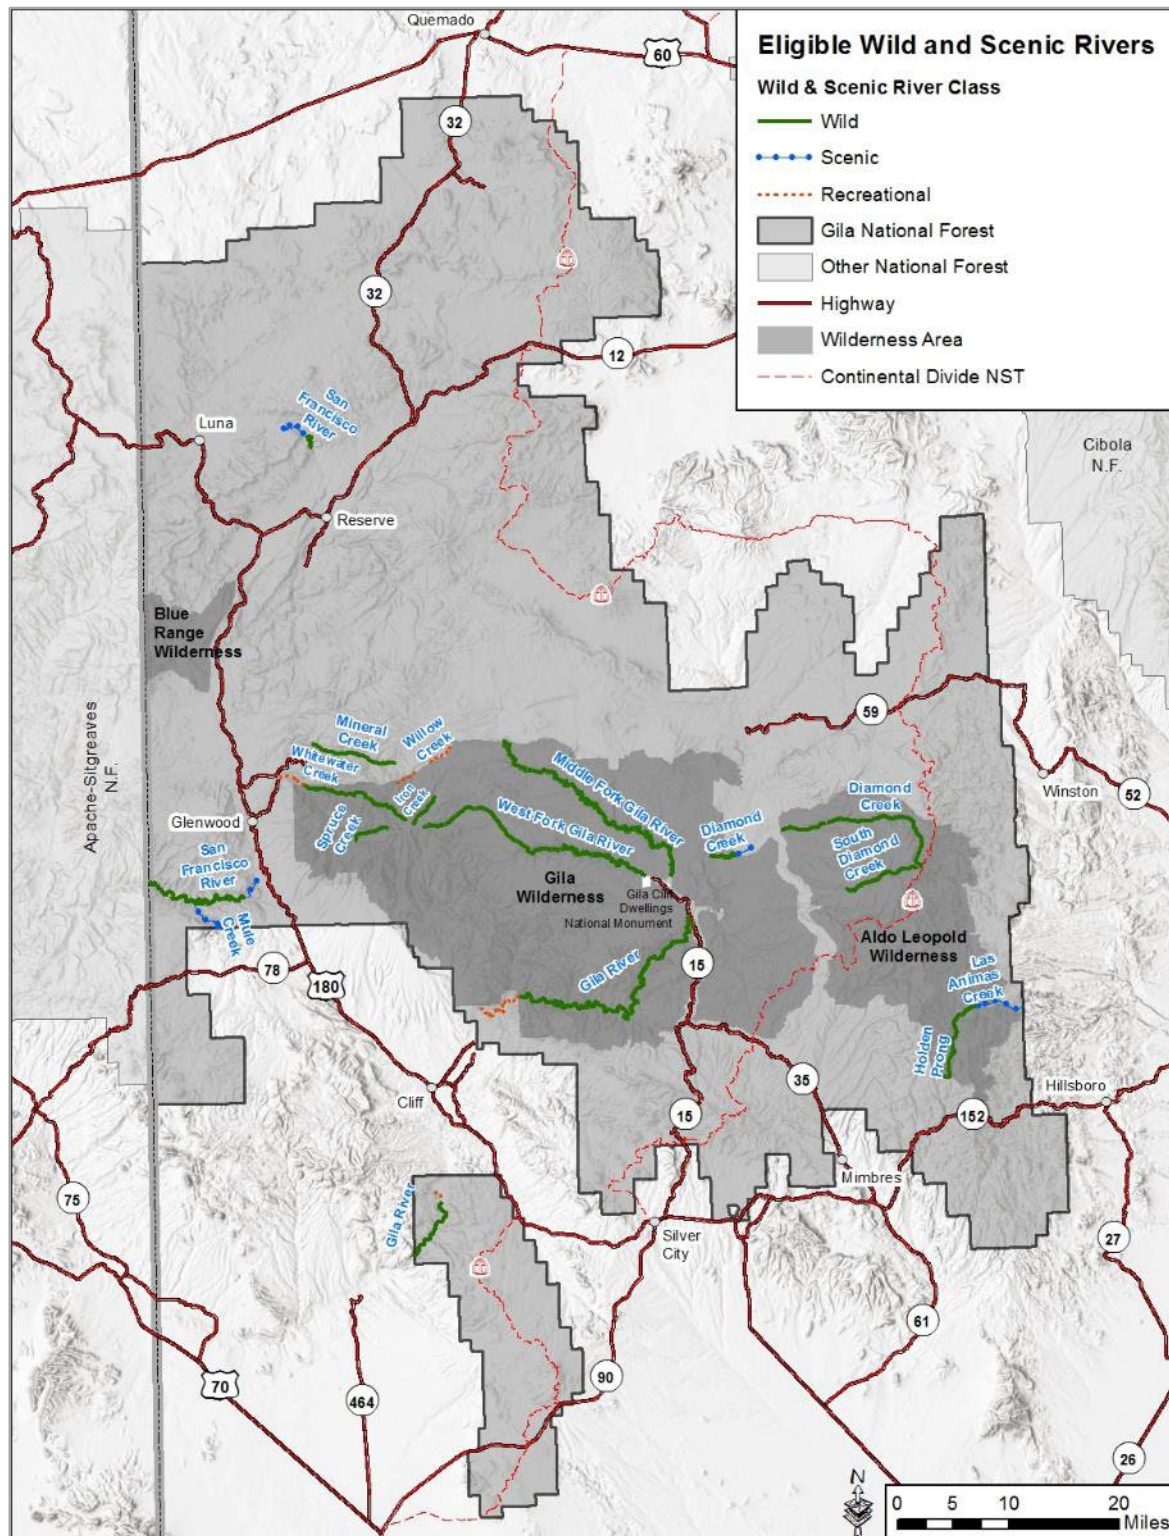 Eligible Wild and Scenic Rivers
Wild & Scenic River Class
Wild
Scenic
Recreational
Gila National Forest
Other National Forest
Highway
Wilderness Area
Continental Divide NST
Quemado
60
32
32
12
San
Francisco
River
Luna
Reserve
Cibola
N.F.
Blue
Range
Wilderness
Apache-Sitgreaves
N.F.
59
Winston
52
Mineral
Creek
Willow
Creek
Whitewater
Creek
Iron
Creek
Spruce
Creek
Middle Fork Gila River
West Fork Gila River
Diamond
Creek
Diamond
Creek
South
Diamond
Creek
Glenwood
San
Francisco
River
Mule
Creek
Gila
Wilderness
Gila Cliff
Dwellings
National Monument
Aldo Leopold
Wilderness
Las
Animas
Creek
Holden
Prong
Gila River
15
78
180
Cliff
35
15
152
Hillsboro
Mimbres
75
Gila River
Silver
City
27
61
90
70
464
26
N
0 5 10 20
Miles